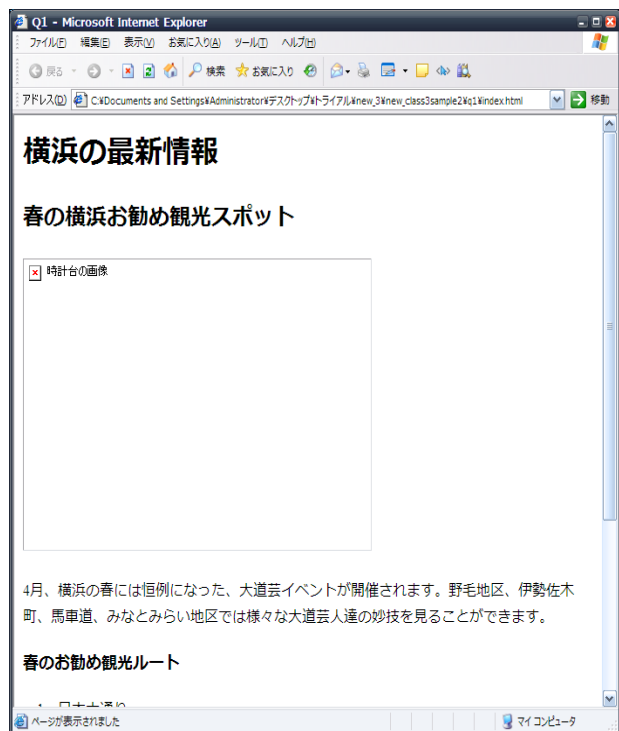 Q1 - Microsoft Internet Explorer
ファイル(F) 編集(E) 表示(V) お気に入り(A) ツール(T) ヘルプ(H)
戻る 検索 お気に入り
アドレス(D) C:¥Documents and Settings¥Administrator¥デスクトップ¥トライアル¥new_3¥new_class3sample2¥q1¥index.html 移動
横浜の最新情報
春の横浜お勧め観光スポット
時計台の画像
4月、横浜の春には恒例になった、大道芸イベントが開催されます。野毛地区、伊勢佐木
町、馬車道、みなとみらい地区では様々な大道芸人達の妙技を見ることができます。
春のお勧め観光ルート
1. 日本大通り
ページが表示されました マイ コンピュータ